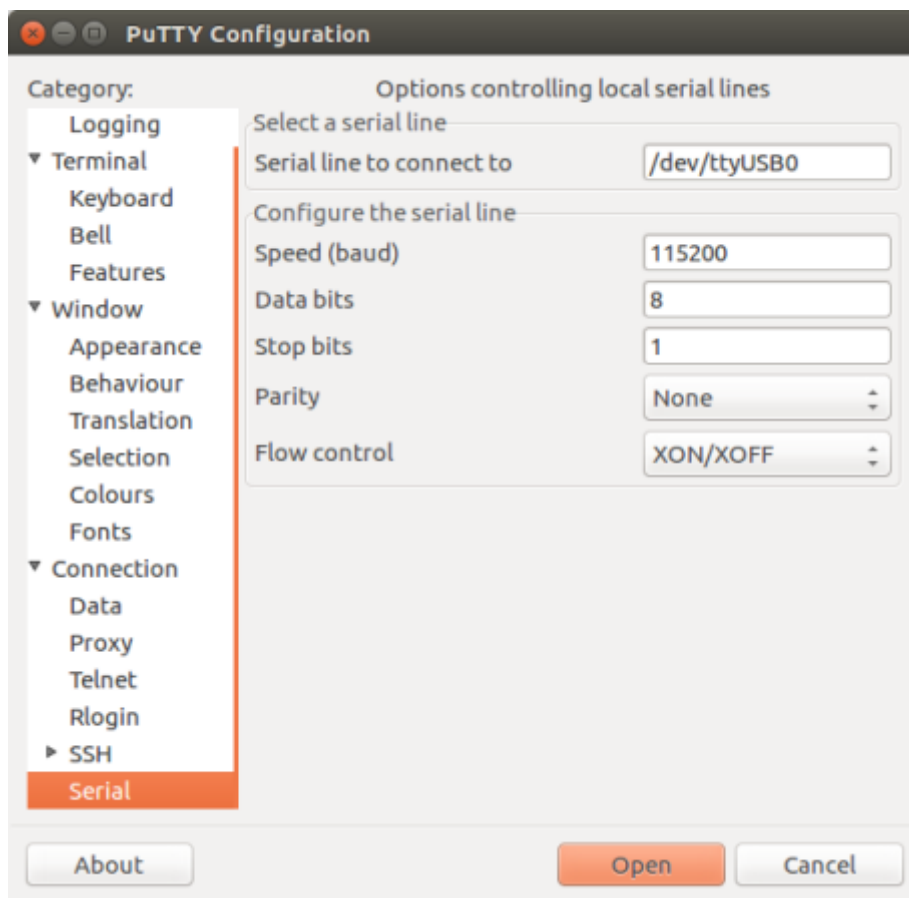 PuTTY Configuration
Category:
Logging
Terminal
Keyboard
Bell
Features
Window
Appearance
Behaviour
Translation
Selection
Colours
Fonts
Connection
Data
Proxy
Telnet
Rlogin
SSH
Serial
Options controlling local serial lines
Select a serial line
Serial line to connect to /dev/ttyUSB0
Configure the serial line
Speed (baud) 115200
Data bits 8
Stop bits 1
Parity None
Flow control XON/XOFF
About Open Cancel